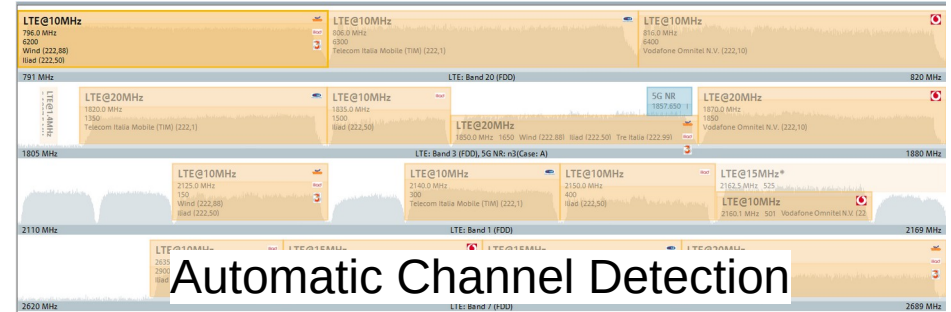 LTE@10MHz
796.0 MHz
6200
Wind (222,88)
Iliad (222,50)
LTE@10MHz
806.0 MHz
6300
Telecom Italia Mobile (TIM) (222,1)
LTE@10MHz
816.0 MHz
6400
Vodafone Omnitel N.V. (222,10)
791 MHz
LTE: Band 20 (FDD)
820 MHz
LTE@1.4MHz
LTE@20MHz
1820.0 MHz
1350
Telecom Italia Mobile (TIM) (222,1)
LTE@10MHz
1835.0 MHz
1500
Iliad (222,50)
LTE@20MHz
1850.0 MHz 1650 Wind (222,88) Iliad (222,50) Tre Italia (222,99)
5G NR
1857.650
LTE@20MHz
1870.0 MHz
1850
Vodafone Omnitel N.V. (222,10)
1805 MHz
LTE: Band 3 (FDD), 5G NR: n3(Case: A)
1880 MHz
LTE@10MHz
2125.0 MHz
150
Wind (222,88)
Iliad (222,50)
LTE@10MHz
2140.0 MHz
300
Telecom Italia Mobile (TIM) (222,1)
LTE@10MHz
2150.0 MHz
400
Iliad (222,50)
LTE@15MHz*
2162.5 MHz 525
LTE@10MHz
2160.1 MHz 501 Vodafone Omnitel N.V. (22
2110 MHz
LTE: Band 1 (FDD)
2169 MHz
LTE@10MHz
LTE@15MHz
LTE@15MHz
LTE@20MHz
Automatic Channel Detection
2620 MHz
LTE: Band 7 (FDD)
2689 MHz